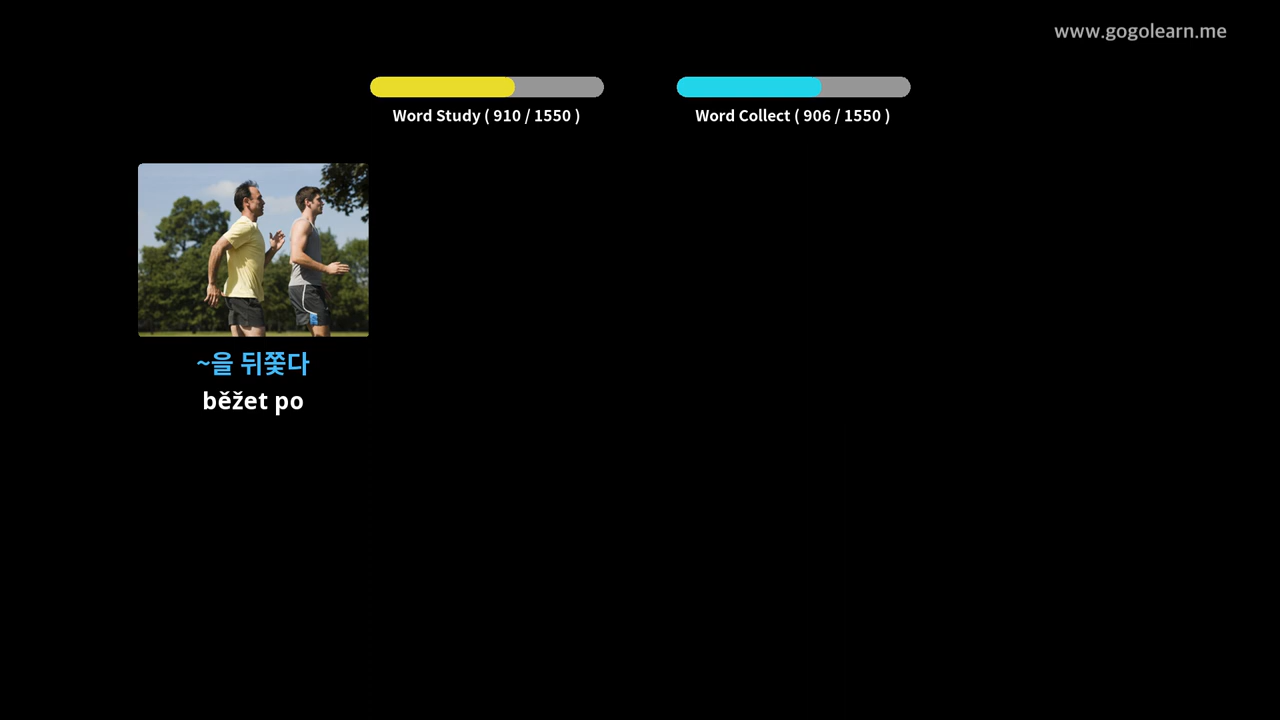 www.gogolearn.me
Word Study ( 910 / 1550 )
Word Collect ( 906 / 1550 )
~을 뒤쫓다
běžet po